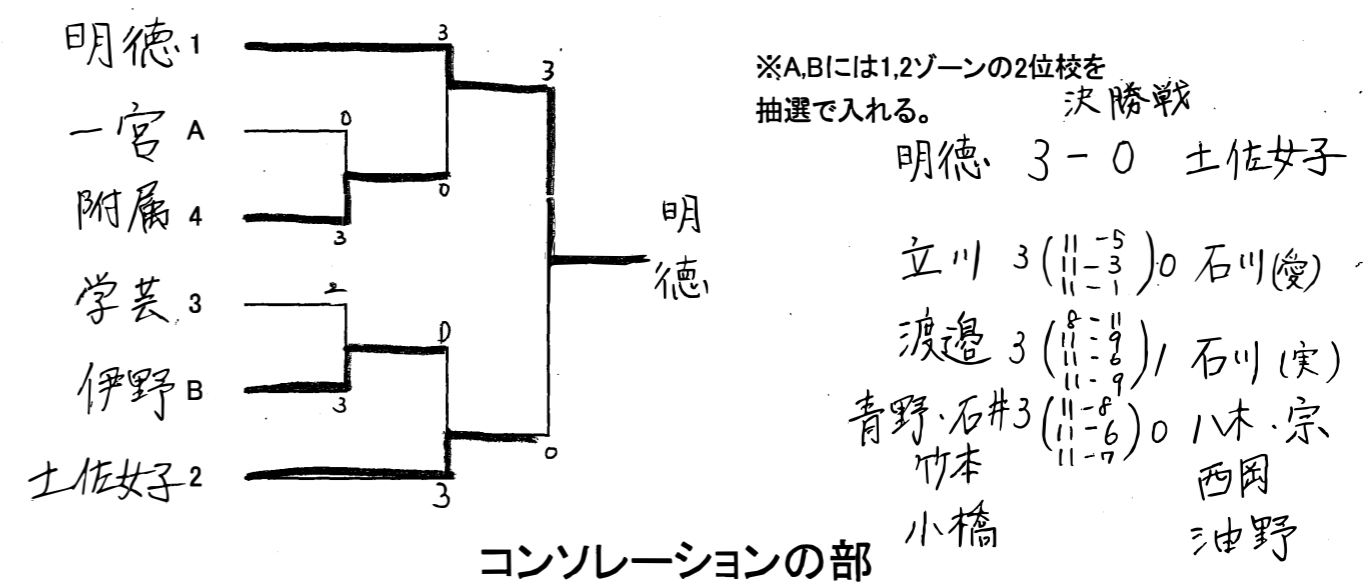 明徳 1
一宮 A
附属 4
学芸 3
伊野 B
土佐女子 2
3
0
3
0
2
3
0
3
3
0
明
徳
※A,Bには1,2ゾーンの2位校を
抽選で入れる。
決勝戦
明徳 3-0 土佐女子
立川 3 (11-5 11-3 11-1) 0 石川(愛)
渡邉 3 (8-11 11-9 11-6 11-9) 1 石川(実)
青野・石井 3 (11-8 11-6 11-7) 0 八木・宗
竹本 西岡
小橋 油野
コンソレーションの部